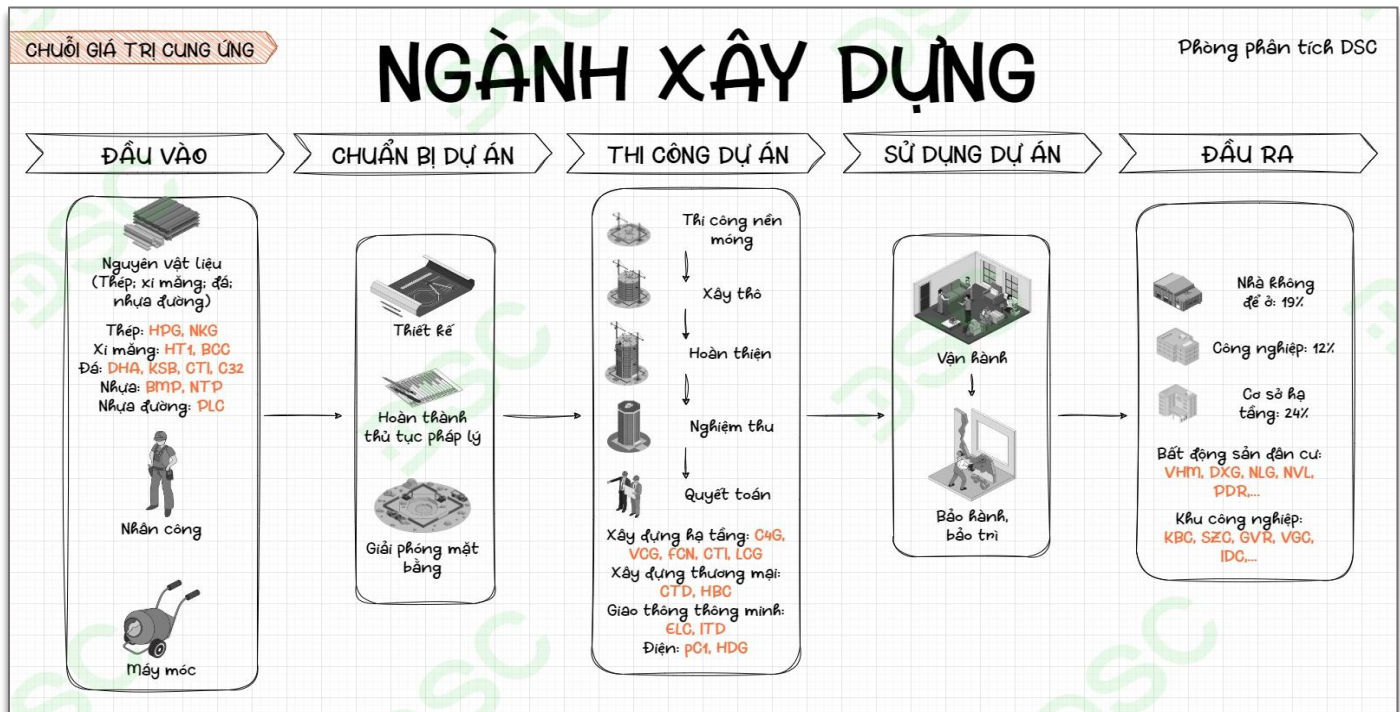 CHUỖI GIÁ TRỊ CUNG ỨNG
NGÀNH XÂY DỰNG
Phòng phân tích DSC
ĐẦU VÀO
CHUẨN BỊ DỰ ÁN
THI CÔNG DỰ ÁN
SỬ DỤNG DỰ ÁN
ĐẦU RA
Nguyên vật liệu
(Thép; xi măng; đá;
nhựa đường)
Thép: HPG, NKG
Xi măng: HT1, BCC
Đá: DHA, KSB, CTI, C32
Nhựa: BMP, NTP
Nhựa đường: PLC
Nhân công
Máy móc
Thiết kế
Hoàn thành
thủ tục pháp lý
Giải phóng mặt
bằng
Thi công nền
móng
Xây thô
Hoàn thiện
Nghiệm thu
Quyết toán
Xây dựng hạ tầng: C4G,
VCG, FCN, CTI, LCG
Xây dựng thương mại:
CTD, HBC
Giao thông thông minh:
ELC, ITD
Điện: pC1, HDG
Vận hành
Bảo hành,
bảo trì
Nhà không
để ở: 19%
Công nghiệp: 12%
Cơ sở hạ
tầng: 24%
Bất động sản dân cư:
VHM, DXG, NLG, NVL,
PDR,...
Khu công nghiệp:
KBC, SZC, GVR, VGC,
IDC,...
DSC
DSC
DSC
DSC
DSC
DSC